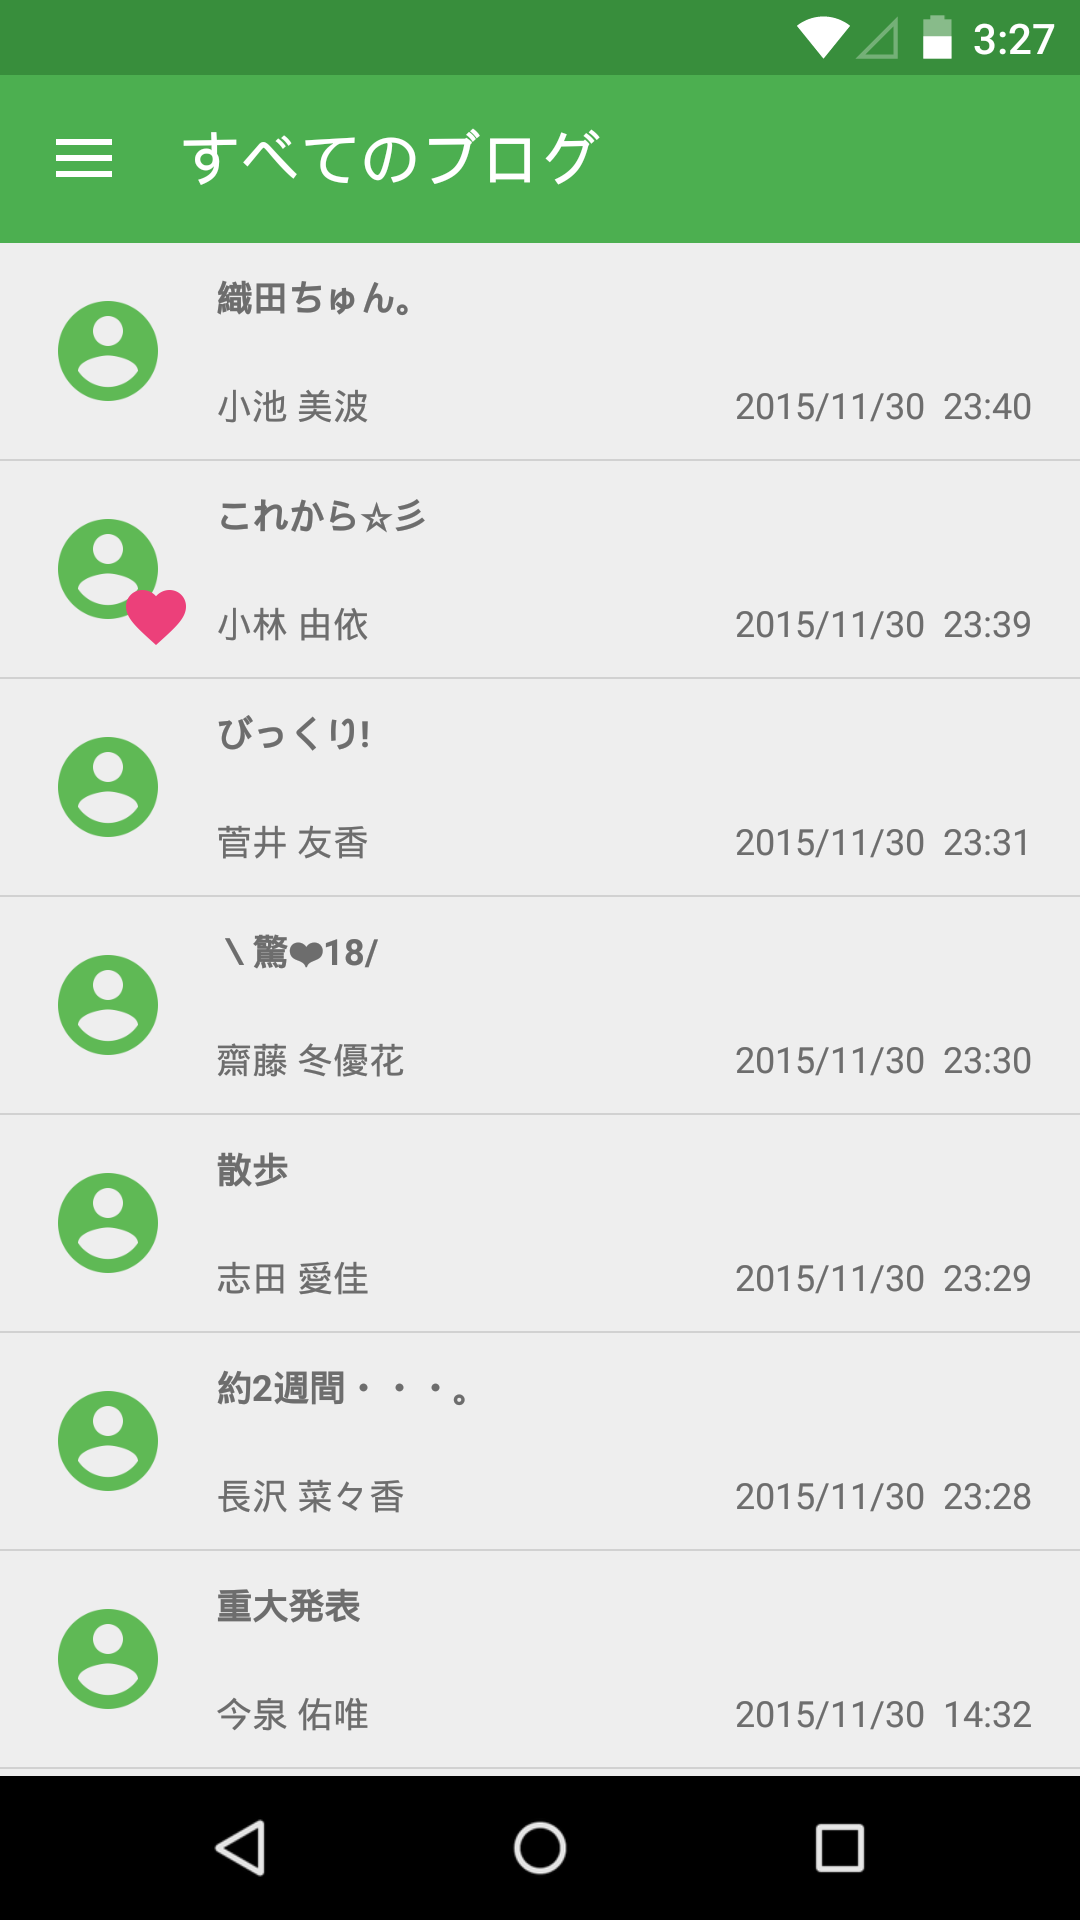 3:27
すべてのブログ
織田ちゅん。
小池 美波 2015/11/30 23:40
これから☆彡
小林 由依 2015/11/30 23:39
びっくり!
菅井 友香 2015/11/30 23:31
\驚❤18/
齋藤 冬優花 2015/11/30 23:30
散歩
志田 愛佳 2015/11/30 23:29
約2週間・・・。
長沢 菜々香 2015/11/30 23:28
重大発表
今泉 佑唯 2015/11/30 14:32